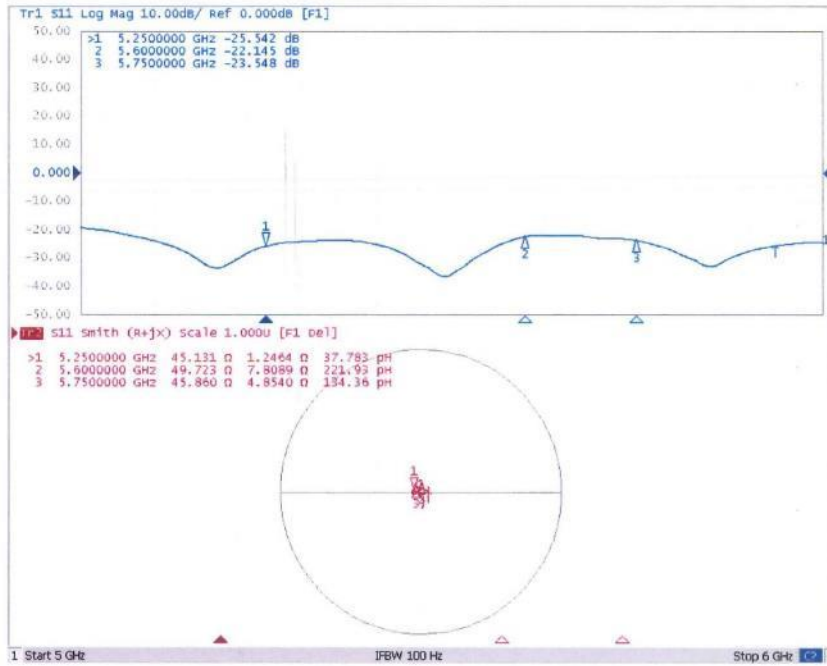 Tr1 S11 Log Mag 10.00dB/ Ref 0.000dB [F1]
50.00
>1 5.2500000 GHz -25.542 dB
2 5.6000000 GHz -22.145 dB
40.00
3 5.7500000 GHz -23.548 dB
30.00
20.00
10.00
0.000
-10.00
-20.00
1
-30.00
2
3
1
-40.00
-50.00
Tr2 S11 Smith (R+jX) Scale 1.000U [F1 Del]
>1 5.2500000 GHz 45.131 Ω 1.2464 Ω 37.783 pH
2 5.6000000 GHz 49.723 Ω 7.8089 Ω 221.93 pH
3 5.7500000 GHz 45.860 Ω 4.8540 Ω 134.36 pH
1
1 Start 5 GHz IFBW 100 Hz Stop 6 GHz C2